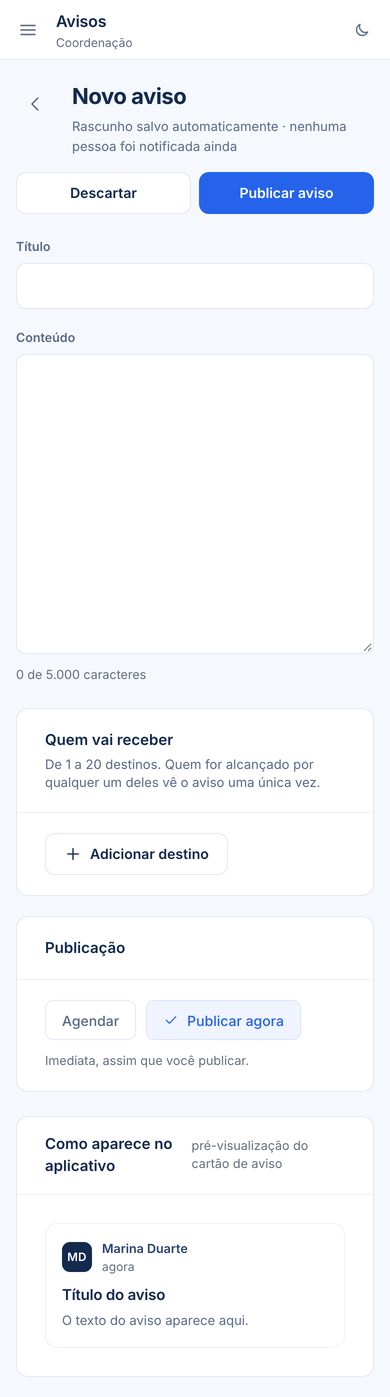 Avisos
Coordenação
Novo aviso
Rascunho salvo automaticamente · nenhuma
pessoa foi notificada ainda
Descartar
Publicar aviso
Título
Conteúdo
0 de 5.000 caracteres
Quem vai receber
De 1 a 20 destinos. Quem for alcançado por
qualquer um deles vê o aviso uma única vez.
Adicionar destino
Publicação
Agendar
Publicar agora
Imediata, assim que você publicar.
Como aparece no
aplicativo
pré-visualização do
cartão de aviso
MD
Marina Duarte
agora
Título do aviso
O texto do aviso aparece aqui.